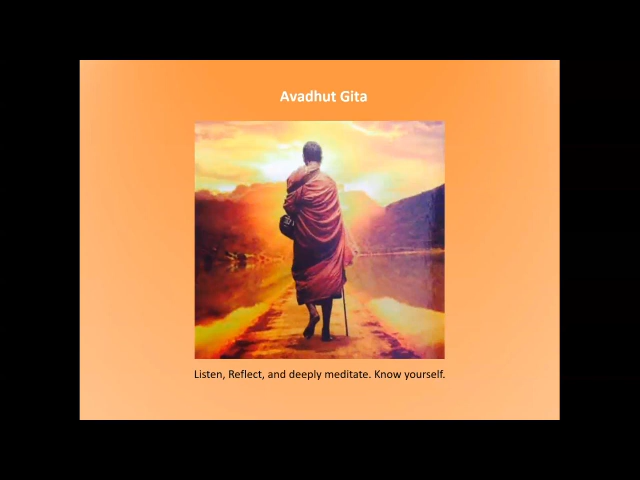 Avadhut Gita
Listen, Reflect, and deeply meditate. Know yourself.